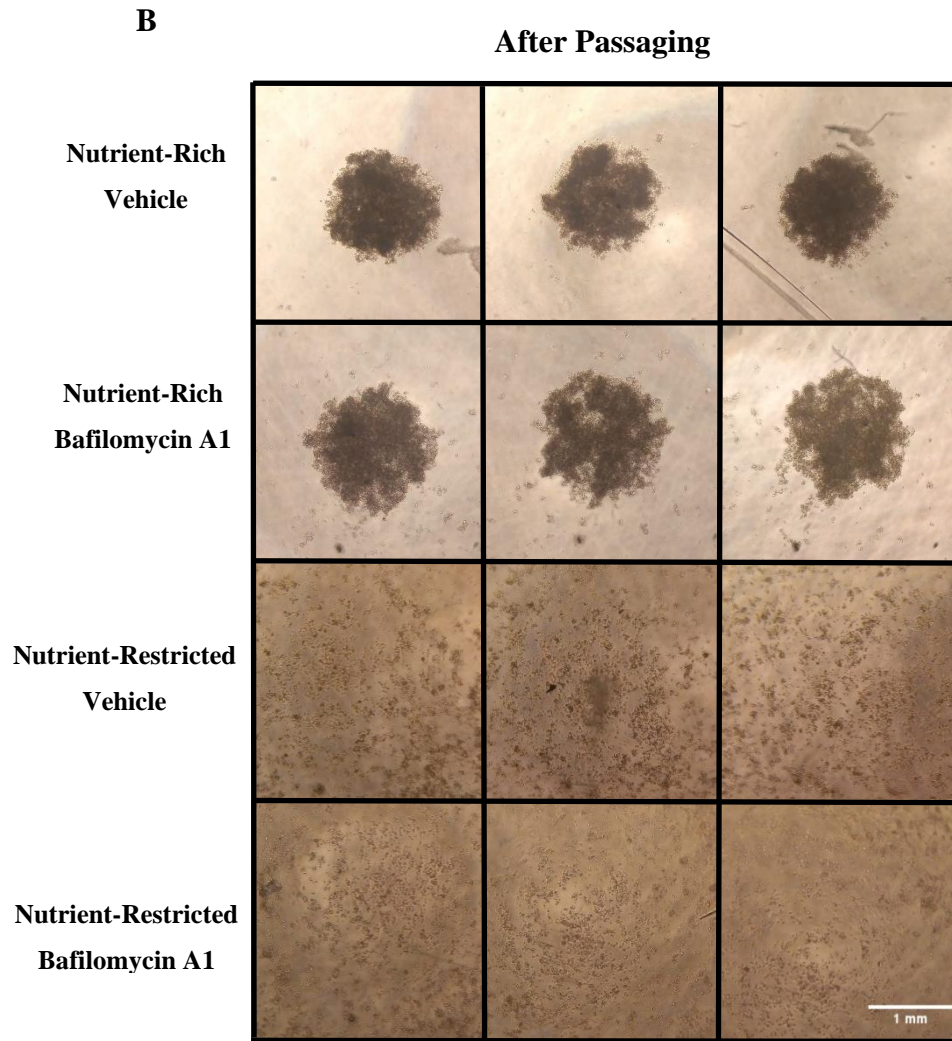 B
After Passaging
Nutrient-Rich
Vehicle
Nutrient-Rich
Bafilomycin A1
Nutrient-Restricted
Vehicle
Nutrient-Restricted
Bafilomycin A1
1 mm